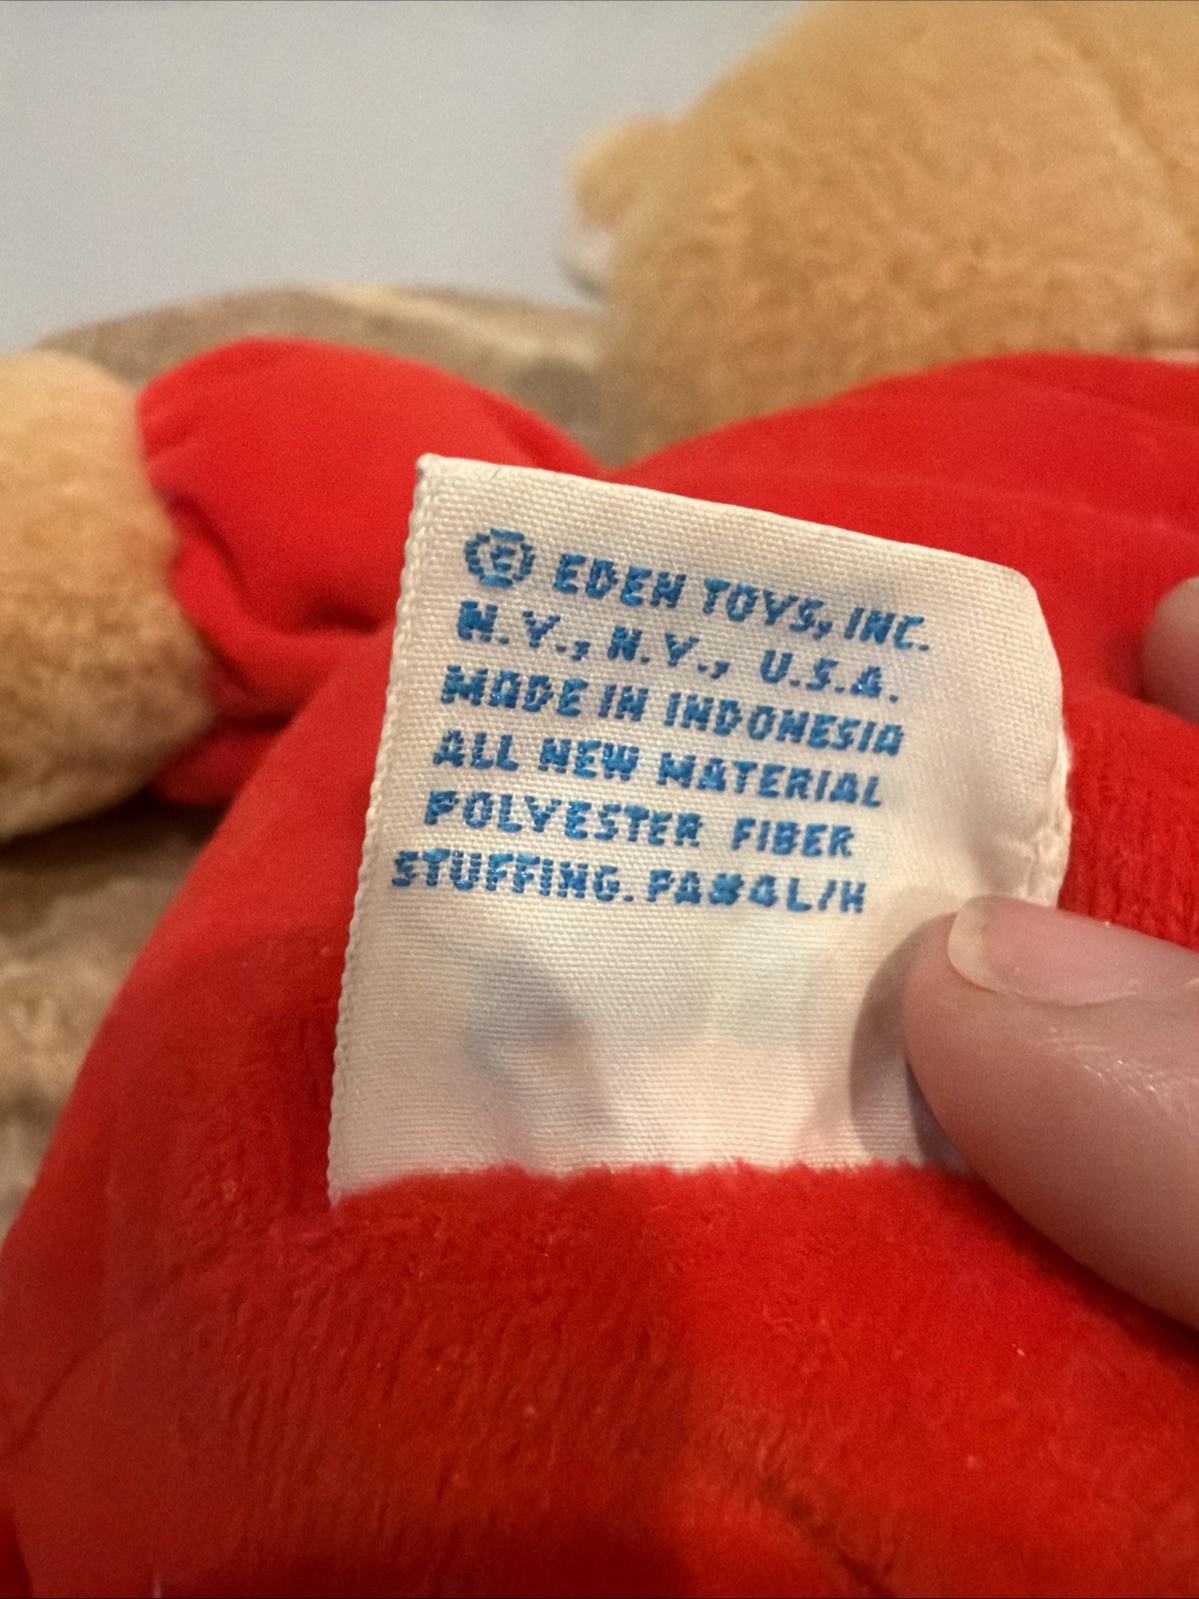 Ⓔ EDEN TOYS, INC.
N.Y., N.Y., U.S.A.
MADE IN INDONESIA
ALL NEW MATERIAL
POLYESTER FIBER
STUFFING. PA#4L/H